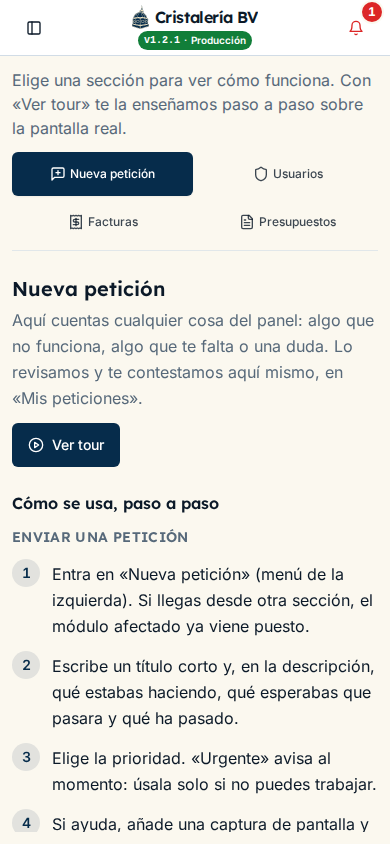 Cristalería BV
1
v1.2.1 · Producción
Elige una sección para ver cómo funciona. Con
«Ver tour» te la enseñamos paso a paso sobre
la pantalla real.
Nueva petición
Usuarios
Facturas
Presupuestos
Nueva petición
Aquí cuentas cualquier cosa del panel: algo que
no funciona, algo que te falta o una duda. Lo
revisamos y te contestamos aquí mismo, en
«Mis peticiones».
Ver tour
Cómo se usa, paso a paso
ENVIAR UNA PETICIÓN
1 Entra en «Nueva petición» (menú de la
izquierda). Si llegas desde otra sección, el
módulo afectado ya viene puesto.
2 Escribe un título corto y, en la descripción,
qué estabas haciendo, qué esperabas que
pasara y qué ha pasado.
3 Elige la prioridad. «Urgente» avisa al
momento: úsala solo si no puedes trabajar.
4 Si ayuda, añade una captura de pantalla y